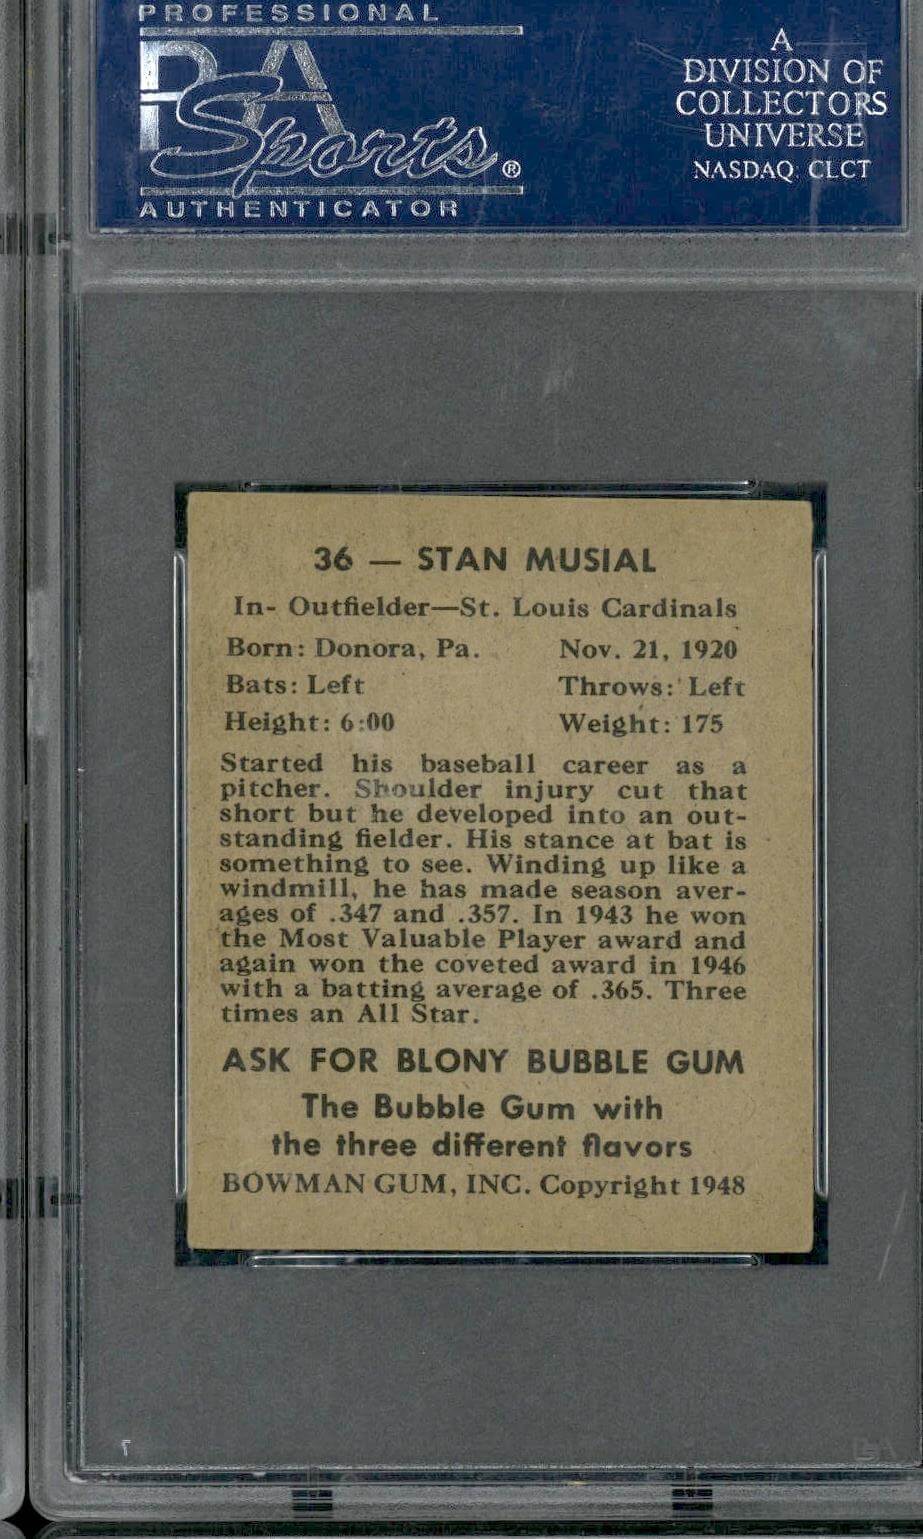 PROFESSIONAL
PSA
Sports®
AUTHENTICATOR
A
DIVISION OF
COLLECTORS
UNIVERSE
NASDAQ: CLCT
36 — STAN MUSIAL
In- Outfielder—St. Louis Cardinals
Born: Donora, Pa. Nov. 21, 1920
Bats: Left Throws: Left
Height: 6:00 Weight: 175
Started his baseball career as a
pitcher. Shoulder injury cut that
short but he developed into an out-
standing fielder. His stance at bat is
something to see. Winding up like a
windmill, he has made season aver-
ages of .347 and .357. In 1943 he won
the Most Valuable Player award and
again won the coveted award in 1946
with a batting average of .365. Three
times an All Star.
ASK FOR BLONY BUBBLE GUM
The Bubble Gum with
the three different flavors
BOWMAN GUM, INC. Copyright 1948